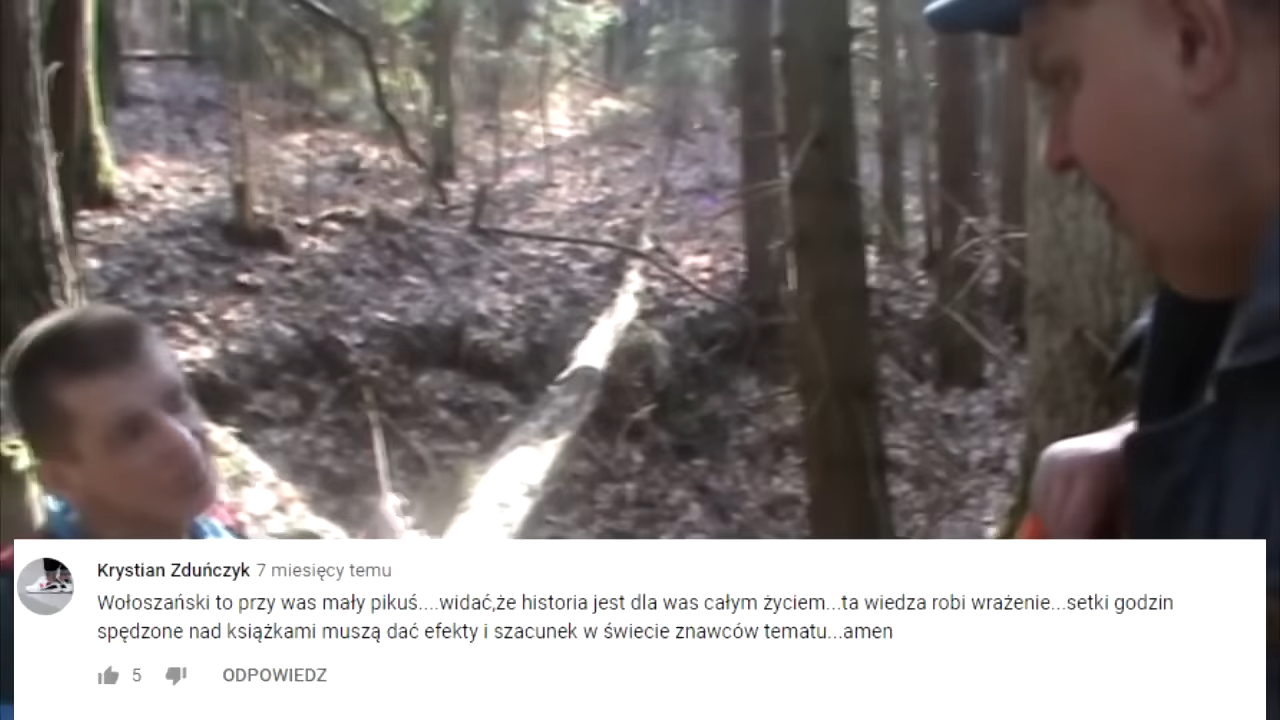 Krystian Zduńczyk 7 miesięcy temu
Wołoszański to przy was mały pikuś....widać,że historia jest dla was całym życiem...ta wiedza robi wrażenie...setki godzin
spędzone nad książkami muszą dać efekty i szacunek w świecie znawców tematu...amen
5 ODPOWIEDZ